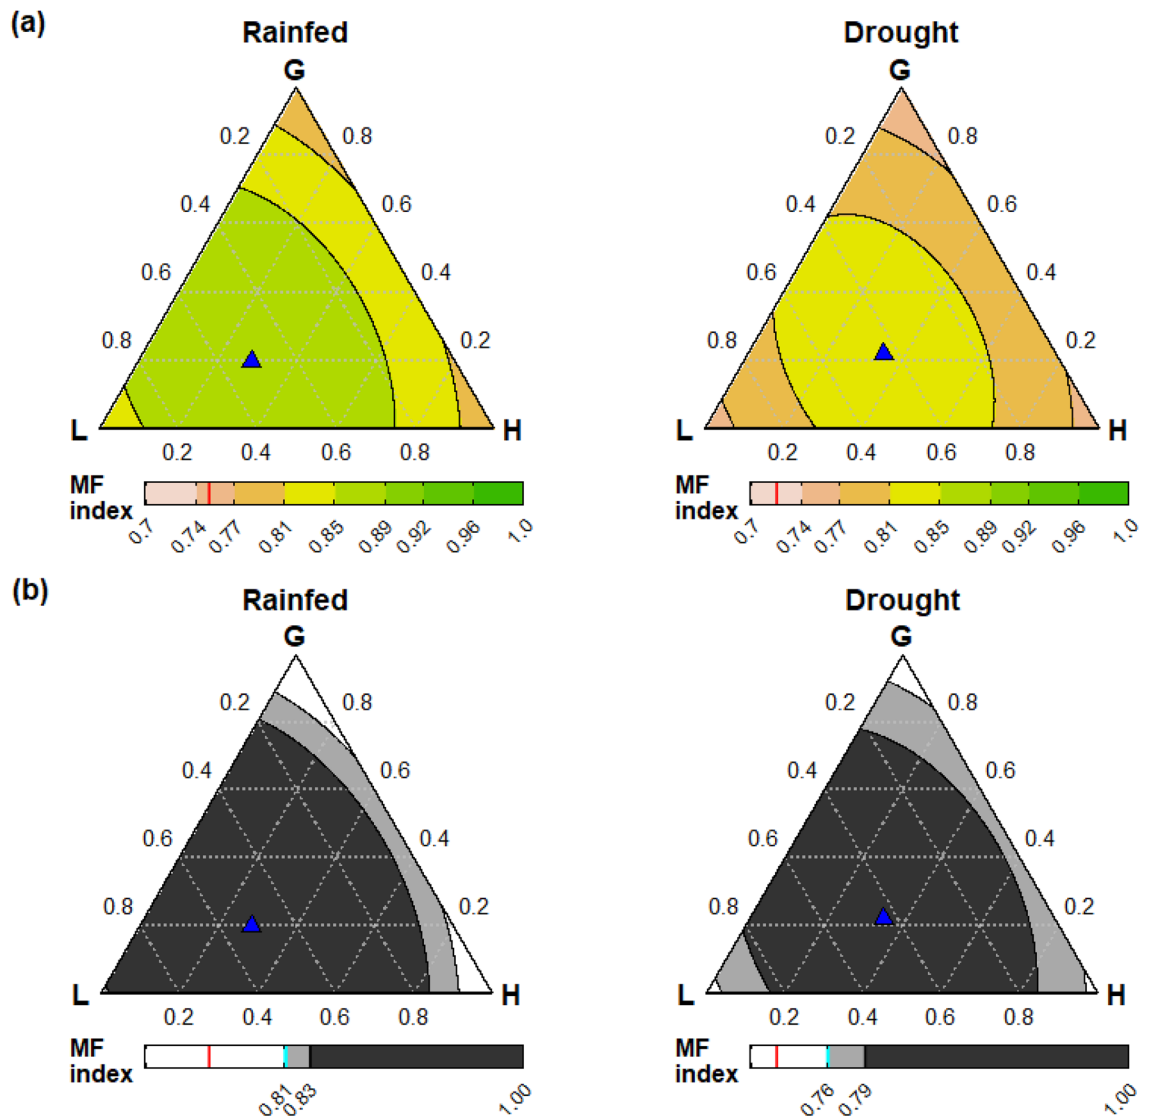 (a)
Rainfed Drought
G G
0.2 0.8 0.2 0.8
0.4 0.6 0.4 0.6
0.6 0.4 0.6 0.4
0.8 0.2 0.8 0.2
L H L H
0.2 0.4 0.6 0.8 0.2 0.4 0.6 0.8
MF index MF index
0.7 0.74 0.77 0.81 0.85 0.89 0.92 0.96 1.0 0.7 0.74 0.77 0.81 0.85 0.89 0.92 0.96 1.0
(b)
Rainfed Drought
G G
0.2 0.8 0.2 0.8
0.4 0.6 0.4 0.6
0.6 0.4 0.6 0.4
0.8 0.2 0.8 0.2
L H L H
0.2 0.4 0.6 0.8 0.2 0.4 0.6 0.8
MF index MF index
0.81 0.83 1.00 0.76 0.79 1.00